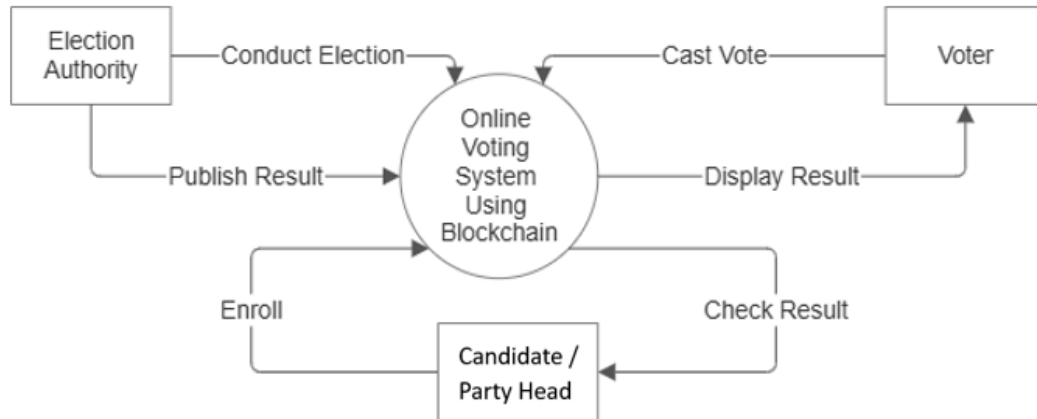 Election
Authority
Conduct Election
Cast Vote
Voter
Online
Voting
System
Using
Blockchain
Publish Result
Display Result
Enroll
Check Result
Candidate /
Party Head